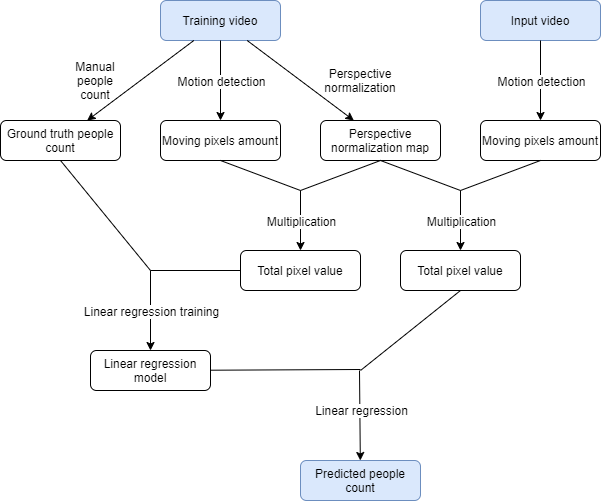 Training video
Input video
Manual
people
count
Motion detection
Perspective
normalization
Motion detection
Ground truth people
count
Moving pixels amount
Perspective
normalization map
Moving pixels amount
Multiplication
Multiplication
Total pixel value
Total pixel value
Linear regression training
Linear regression
model
Linear regression
Predicted people
count